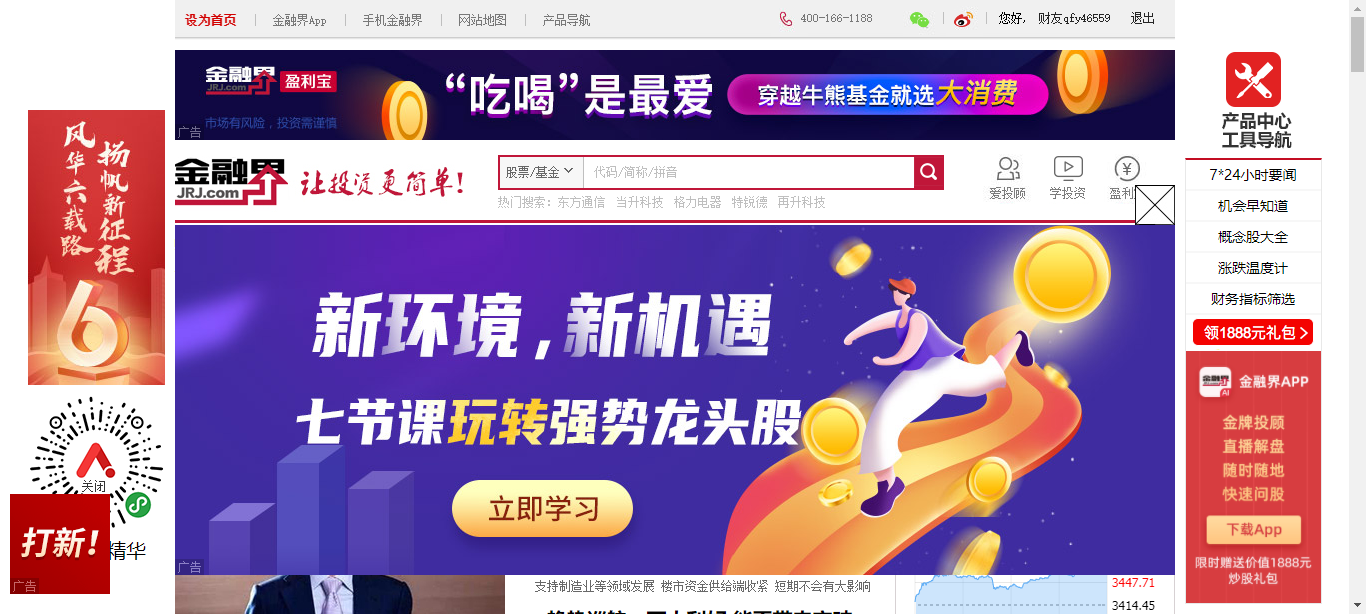 设为首页
金融界App
手机金融界
网站地图
产品导航
400-166-1188
您好,
财友qfy46559
退出
金融界
JRJ.com
盈利宝
市场有风险,投资需谨慎
“吃喝”是最爱
穿越牛熊基金就选大消费
广告
金融界
JRJ.com
让投资更简单!
股票/基金
代码/简称/拼音
热门搜索: 东方通信 当升科技 格力电器 特锐德 再升科技
爱投顾
学投资
盈利
扬帆新征程
风华六载路
6
关闭
打新!
广告
精华
新环境,新机遇
七节课玩转强势龙头股
立即学习
广告
支持制造业等领域发展 楼市资金供给端收紧 短期不会有大影响
3447.71
3414.45
产品中心
工具导航
7*24小时要闻
机会早知道
概念股大全
涨跌温度计
财务指标筛选
领1888元礼包
金融界
AI
金融界APP
金牌投顾
直播解盘
随时随地
快速问股
下载App
限时赠送价值1888元
炒股礼包